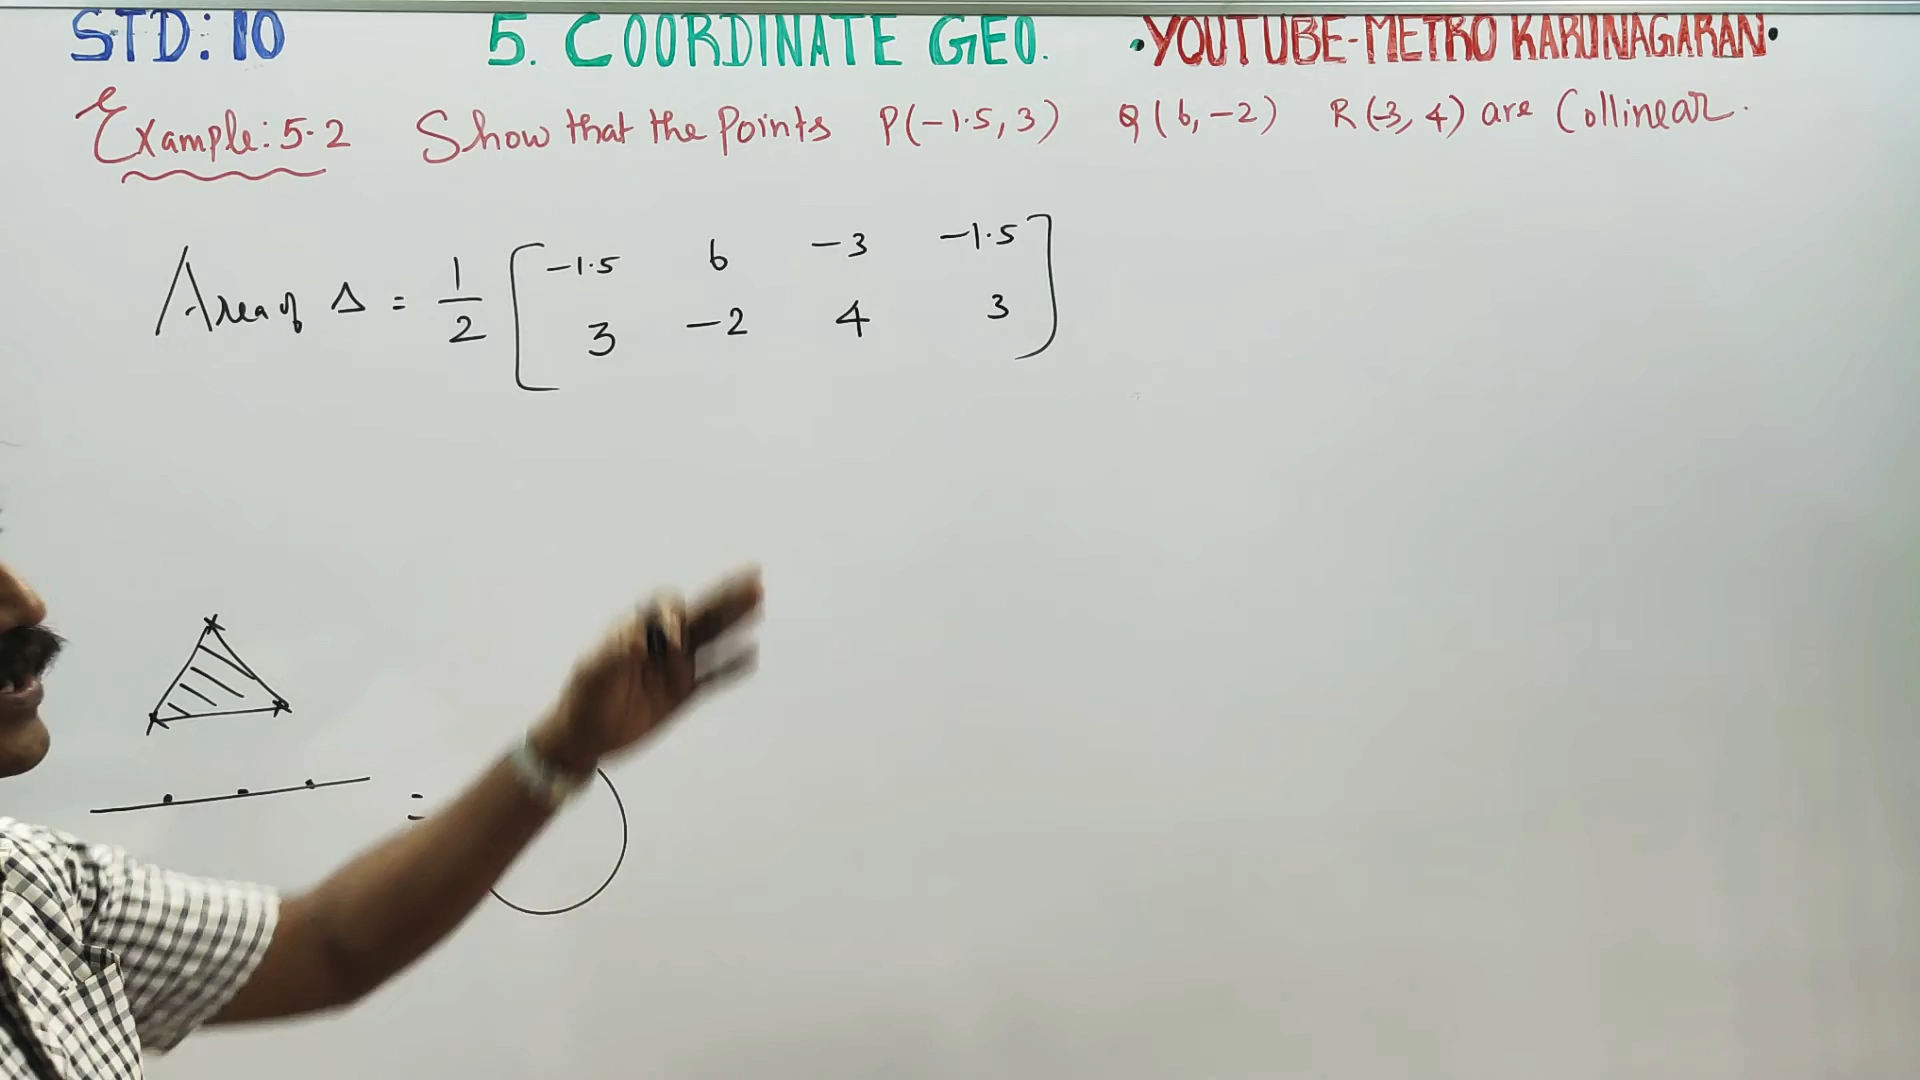 STD: 10 5. COORDINATE GEO. •YOUTUBE-METRO KARUNAGARAN•
Example: 5.2 Show that the Points P(-1.5, 3) Q(6, -2) R(-3, 4) are Collinear.
Area of Δ = 1/2 [ -1.5 6 -3 -1.5 ]
3 -2 4 3
=